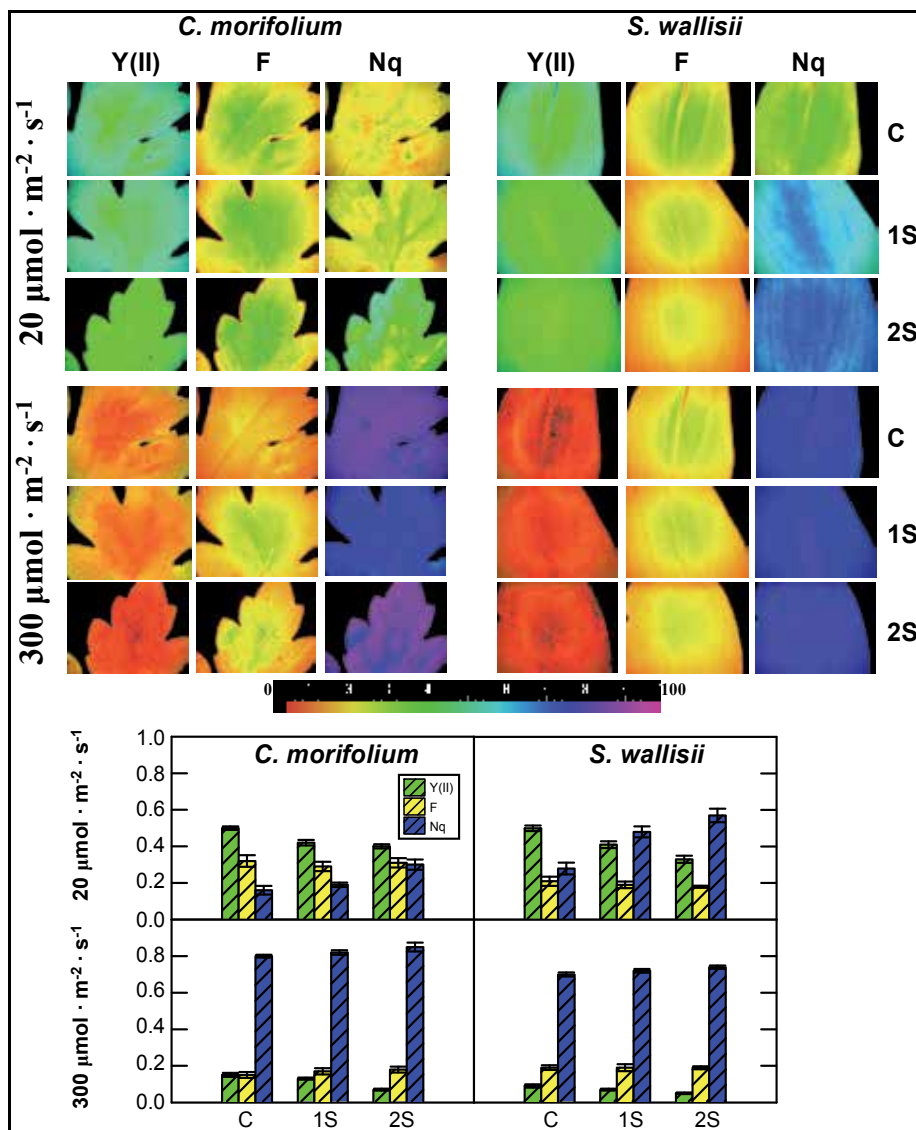 C. morifolium S. wallisii
Y(II) F Nq Y(II) F Nq
20 µmol · m-2 · s-1
C
1S
2S
300 µmol · m-2 · s-1
C
1S
2S
0 100
C. morifolium S. wallisii
20 µmol · m-2 · s-1
1.0
0.8
0.6
0.4
0.2
0.0
Y(II)
F
Nq
300 µmol · m-2 · s-1
0.8
0.6
0.4
0.2
0.0
C 1S 2S C 1S 2S